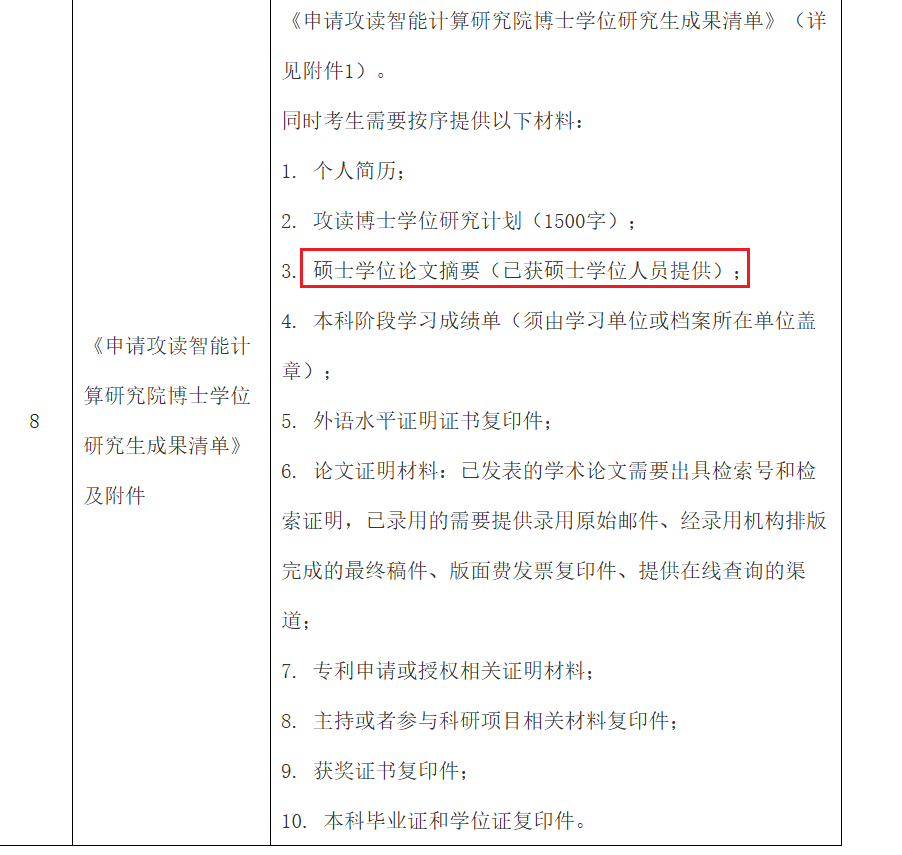 8
《申请攻读智能计
算研究院博士学位
研究生成果清单》
及附件
《申请攻读智能计算研究院博士学位研究生成果清单》（详
见附件1）。
同时考生需要按序提供以下材料：
1. 个人简历；
2. 攻读博士学位研究计划（1500字）；
3. 硕士学位论文摘要（已获硕士学位人员提供）；
4. 本科阶段学习成绩单（须由学习单位或档案所在单位盖
章）；
5. 外语水平证明证书复印件；
6. 论文证明材料：已发表的学术论文需要出具检索号和检
索证明，已录用的需要提供录用原始邮件、经录用机构排版
完成的最终稿件、版面费发票复印件、提供在线查询的渠
道；
7. 专利申请或授权相关证明材料；
8. 主持或者参与科研项目相关材料复印件；
9. 获奖证书复印件；
10. 本科毕业证和学位证复印件。